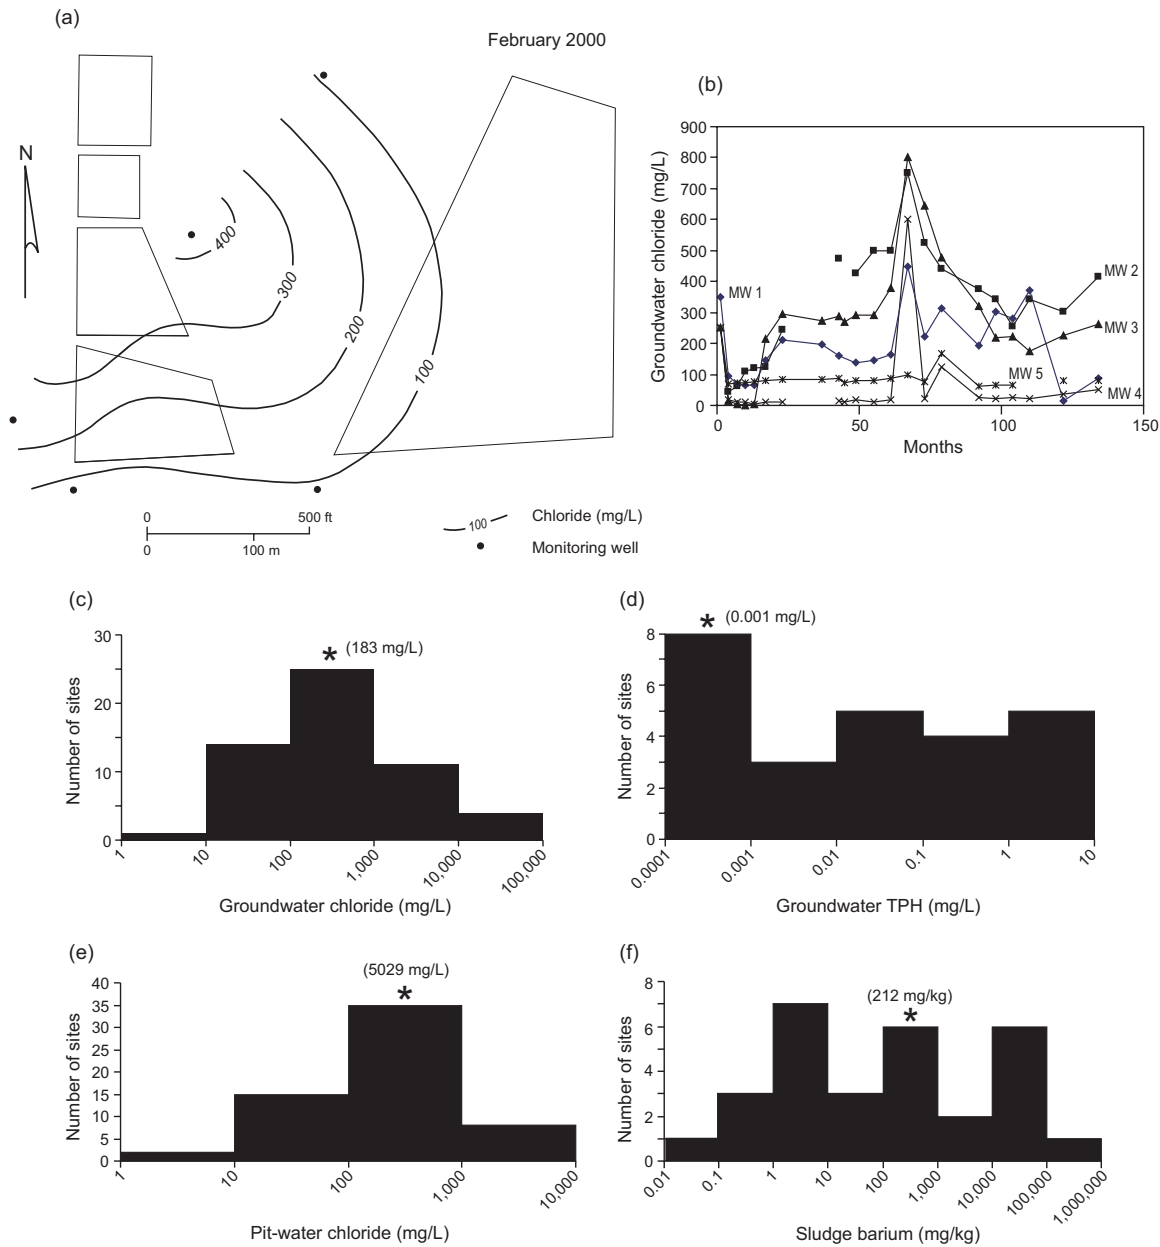 (a)
February 2000
N
400
300
200
100
0 500 ft
0 100 m
100 Chloride (mg/L)
Monitoring well
(b)
Groundwater chloride (mg/L)
900
800
700
600
500
400
300
200
100
0
0 50 100 150
Months
MW 1
MW 2
MW 3
MW 5
MW 4
(c)
Number of sites
30
20
10
0
(183 mg/L)
*
1 10 100 1,000 10,000 100,000
Groundwater chloride (mg/L)
(d)
Number of sites
8
6
4
2
0
* (0.001 mg/L)
0.0001 0.001 0.01 0.1 1 10
Groundwater TPH (mg/L)
(e)
Number of sites
40
35
30
25
20
15
10
5
0
(5029 mg/L)
*
1 10 100 1,000 10,000
Pit-water chloride (mg/L)
(f)
Number of sites
8
6
4
2
0
(212 mg/kg)
*
0.01 0.1 1 10 100 1,000 10,000 100,000 1,000,000
Sludge barium (mg/kg)